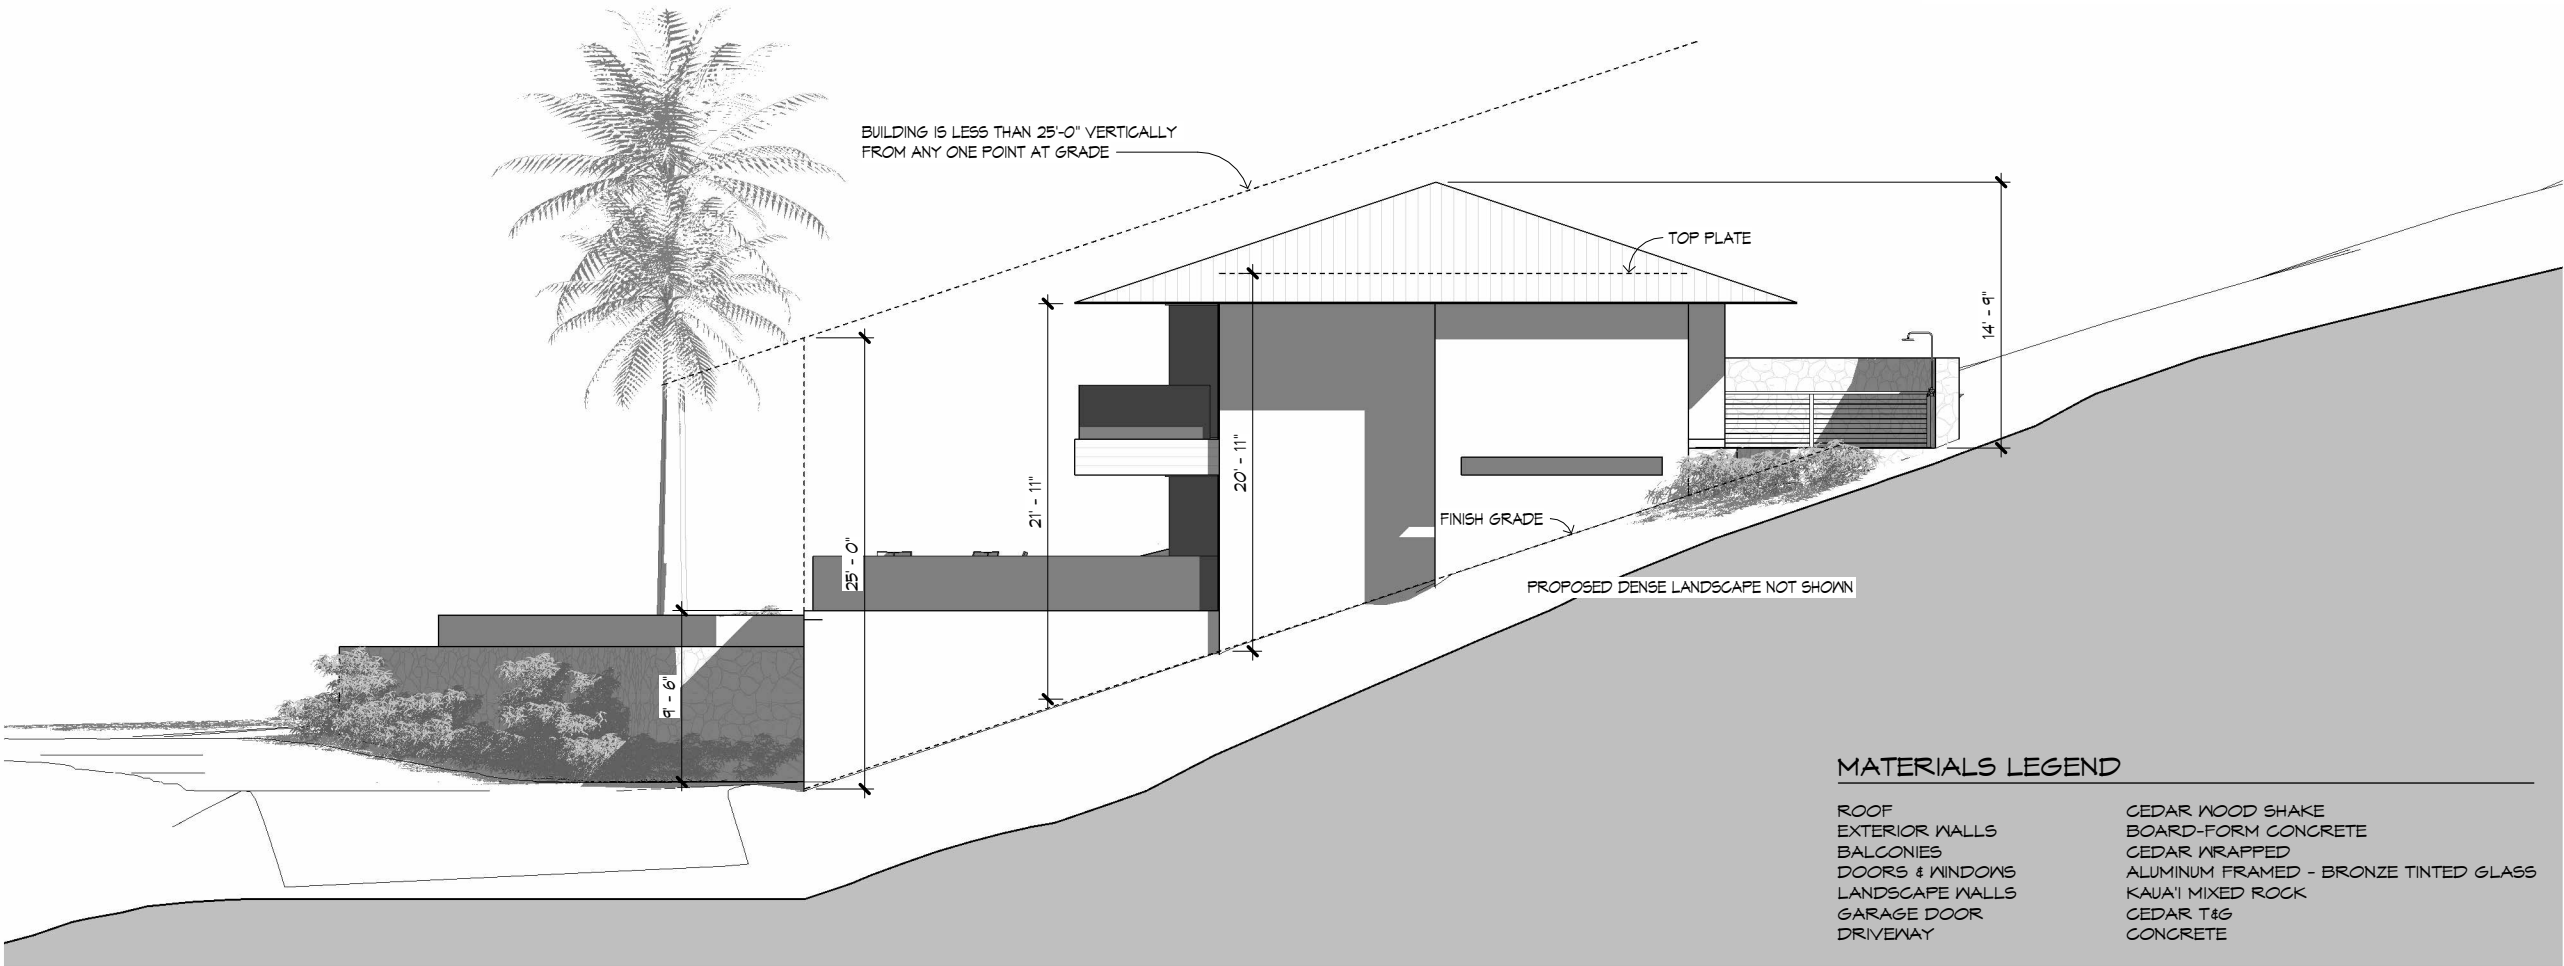 BUILDING IS LESS THAN 25'-0" VERTICALLY
FROM ANY ONE POINT AT GRADE
TOP PLATE
14' - 9"
20' - 11"
21' - 11"
25' - 0"
9' - 6"
FINISH GRADE
PROPOSED DENSE LANDSCAPE NOT SHOWN
MATERIALS LEGEND
ROOF CEDAR WOOD SHAKE
EXTERIOR WALLS BOARD-FORM CONCRETE
BALCONIES CEDAR WRAPPED
DOORS & WINDOWS ALUMINUM FRAMED - BRONZE TINTED GLASS
LANDSCAPE WALLS KAUA'I MIXED ROCK
GARAGE DOOR CEDAR T&G
DRIVEWAY CONCRETE